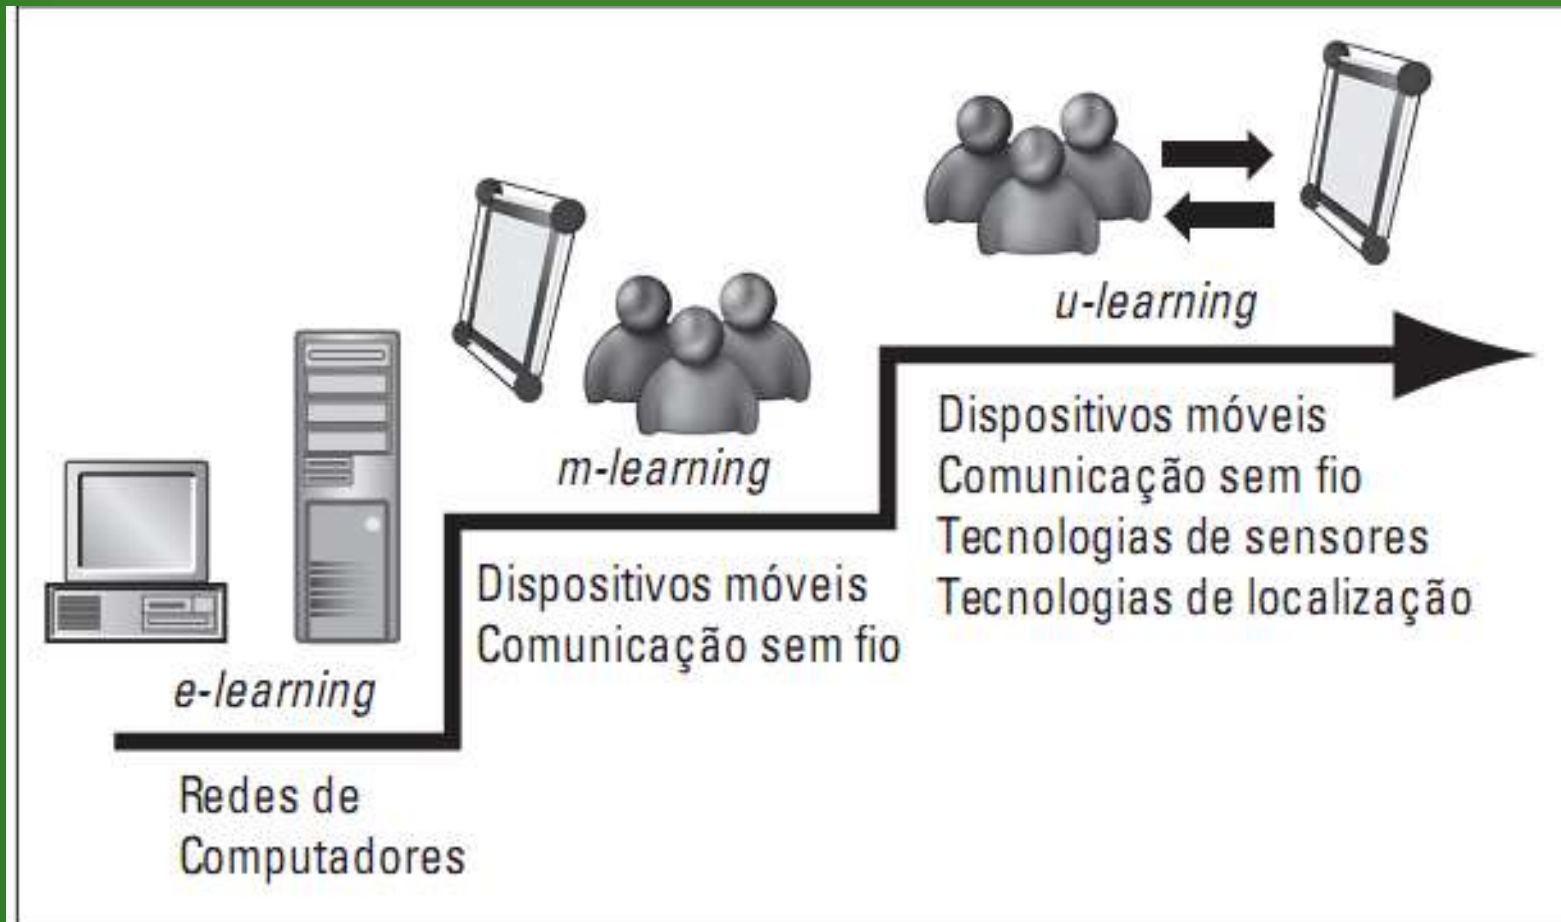 e-learning
Redes de
Computadores
m-learning
Dispositivos móveis
Comunicação sem fio
u-learning
Dispositivos móveis
Comunicação sem fio
Tecnologias de sensores
Tecnologias de localização